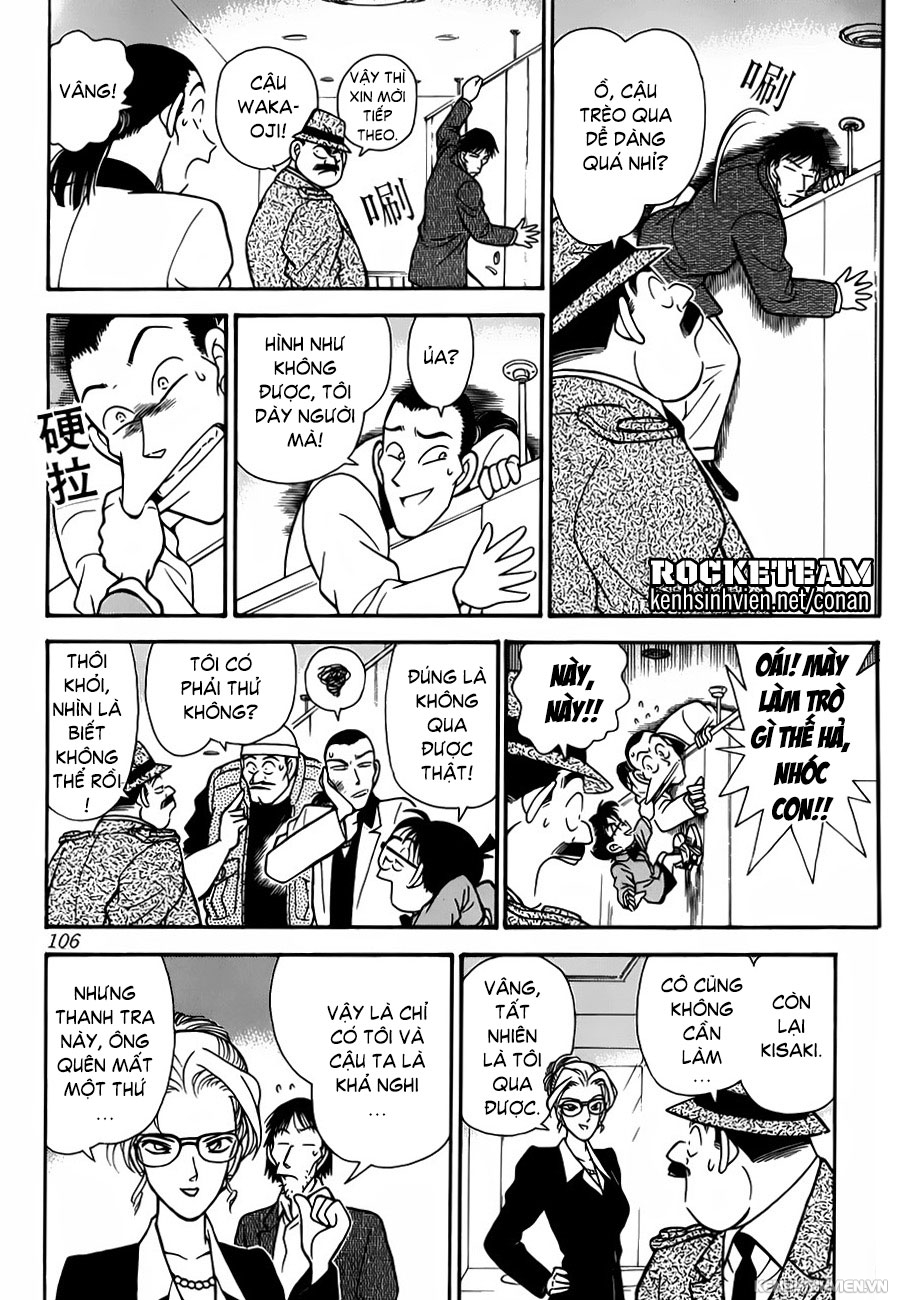 Ồ, CẬU
TRÈO QUA
DỄ DÀNG
QUÁ NHỈ?
唰
VẬY THÌ
XIN MỜI
TIẾP
THEO.
CẬU
WAKA-
OJI!
唰
VÂNG!
ỦA?
HÌNH NHƯ
KHÔNG
ĐƯỢC, TÔI
DÀY NGƯỜI
MÀ!
硬
拉
ROCKETEAM
kenhsinhvien.net/conan
OÁI! MÀY
LÀM TRÒ
GÌ THẾ HẢ,
NHÓC
CON!!
NÀY,
NÀY!!
ĐÚNG LÀ
KHÔNG
QUA
ĐƯỢC
THẬT!
TÔI CÓ
PHẢI THỬ
KHÔNG?
THÔI
KHỎI,
NHÌN LÀ
BIẾT
KHÔNG
THỂ RỒI
!
106
CÒN
LẠI
KISAKI.
CÔ CŨNG
KHÔNG
CẦN
LÀM
...
VÂNG,
TẤT
NHIÊN
LÀ TÔI
QUA
ĐƯỢC.
VẬY LÀ CHỈ
CÓ TÔI VÀ
CẬU TA LÀ
KHẢ NGHI
...
NHƯNG
THANH TRA
NÀY, ÔNG
QUÊN MẤT
MỘT THỨ
...